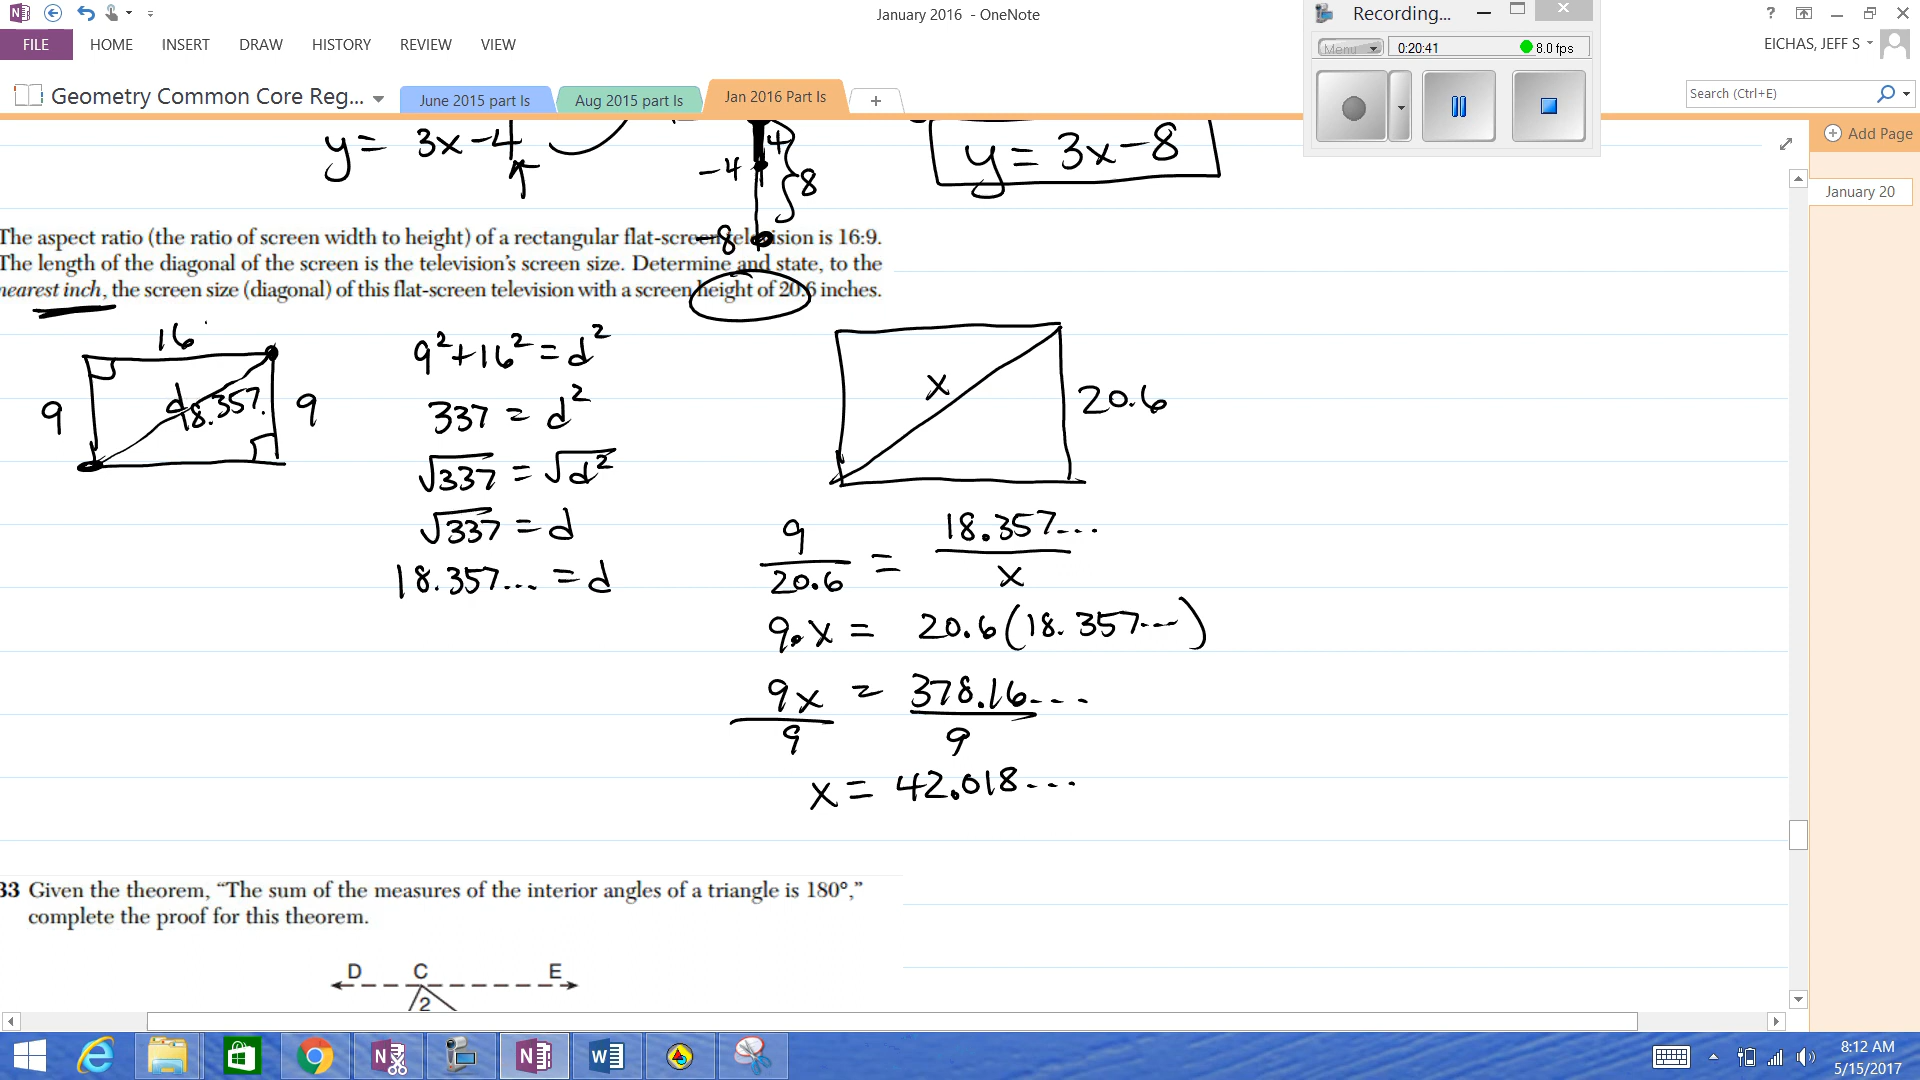 January 2016 - OneNote
Recording...
Menu
0:20:41
8.0 fps
?
FILE
HOME
INSERT
DRAW
HISTORY
REVIEW
VIEW
EICHAS, JEFF S
Geometry Common Core Reg...
June 2015 part Is
Aug 2015 part Is
Jan 2016 Part Is
+
Search (Ctrl+E)
Add Page
January 20
y = 3x - 4
4
-4
8
-8
y = 3x - 8
The aspect ratio (the ratio of screen width to height) of a rectangular flat-screen television is 16:9.
The length of the diagonal of the screen is the television's screen size. Determine and state, to the
nearest inch, the screen size (diagonal) of this flat-screen television with a screen height of 20.6 inches.
16
9
d
18.357.
9
9² + 16² = d²
337 = d²
√337 = √d²
√337 = d
18.357... = d
x
20.6
9/20.6 = 18.357.../x
9·x = 20.6(18.357...)
9x = 378.16...
9 9
x = 42.018...
33 Given the theorem, “The sum of the measures of the interior angles of a triangle is 180°,”
complete the proof for this theorem.
D C E
2
8:12 AM
5/15/2017